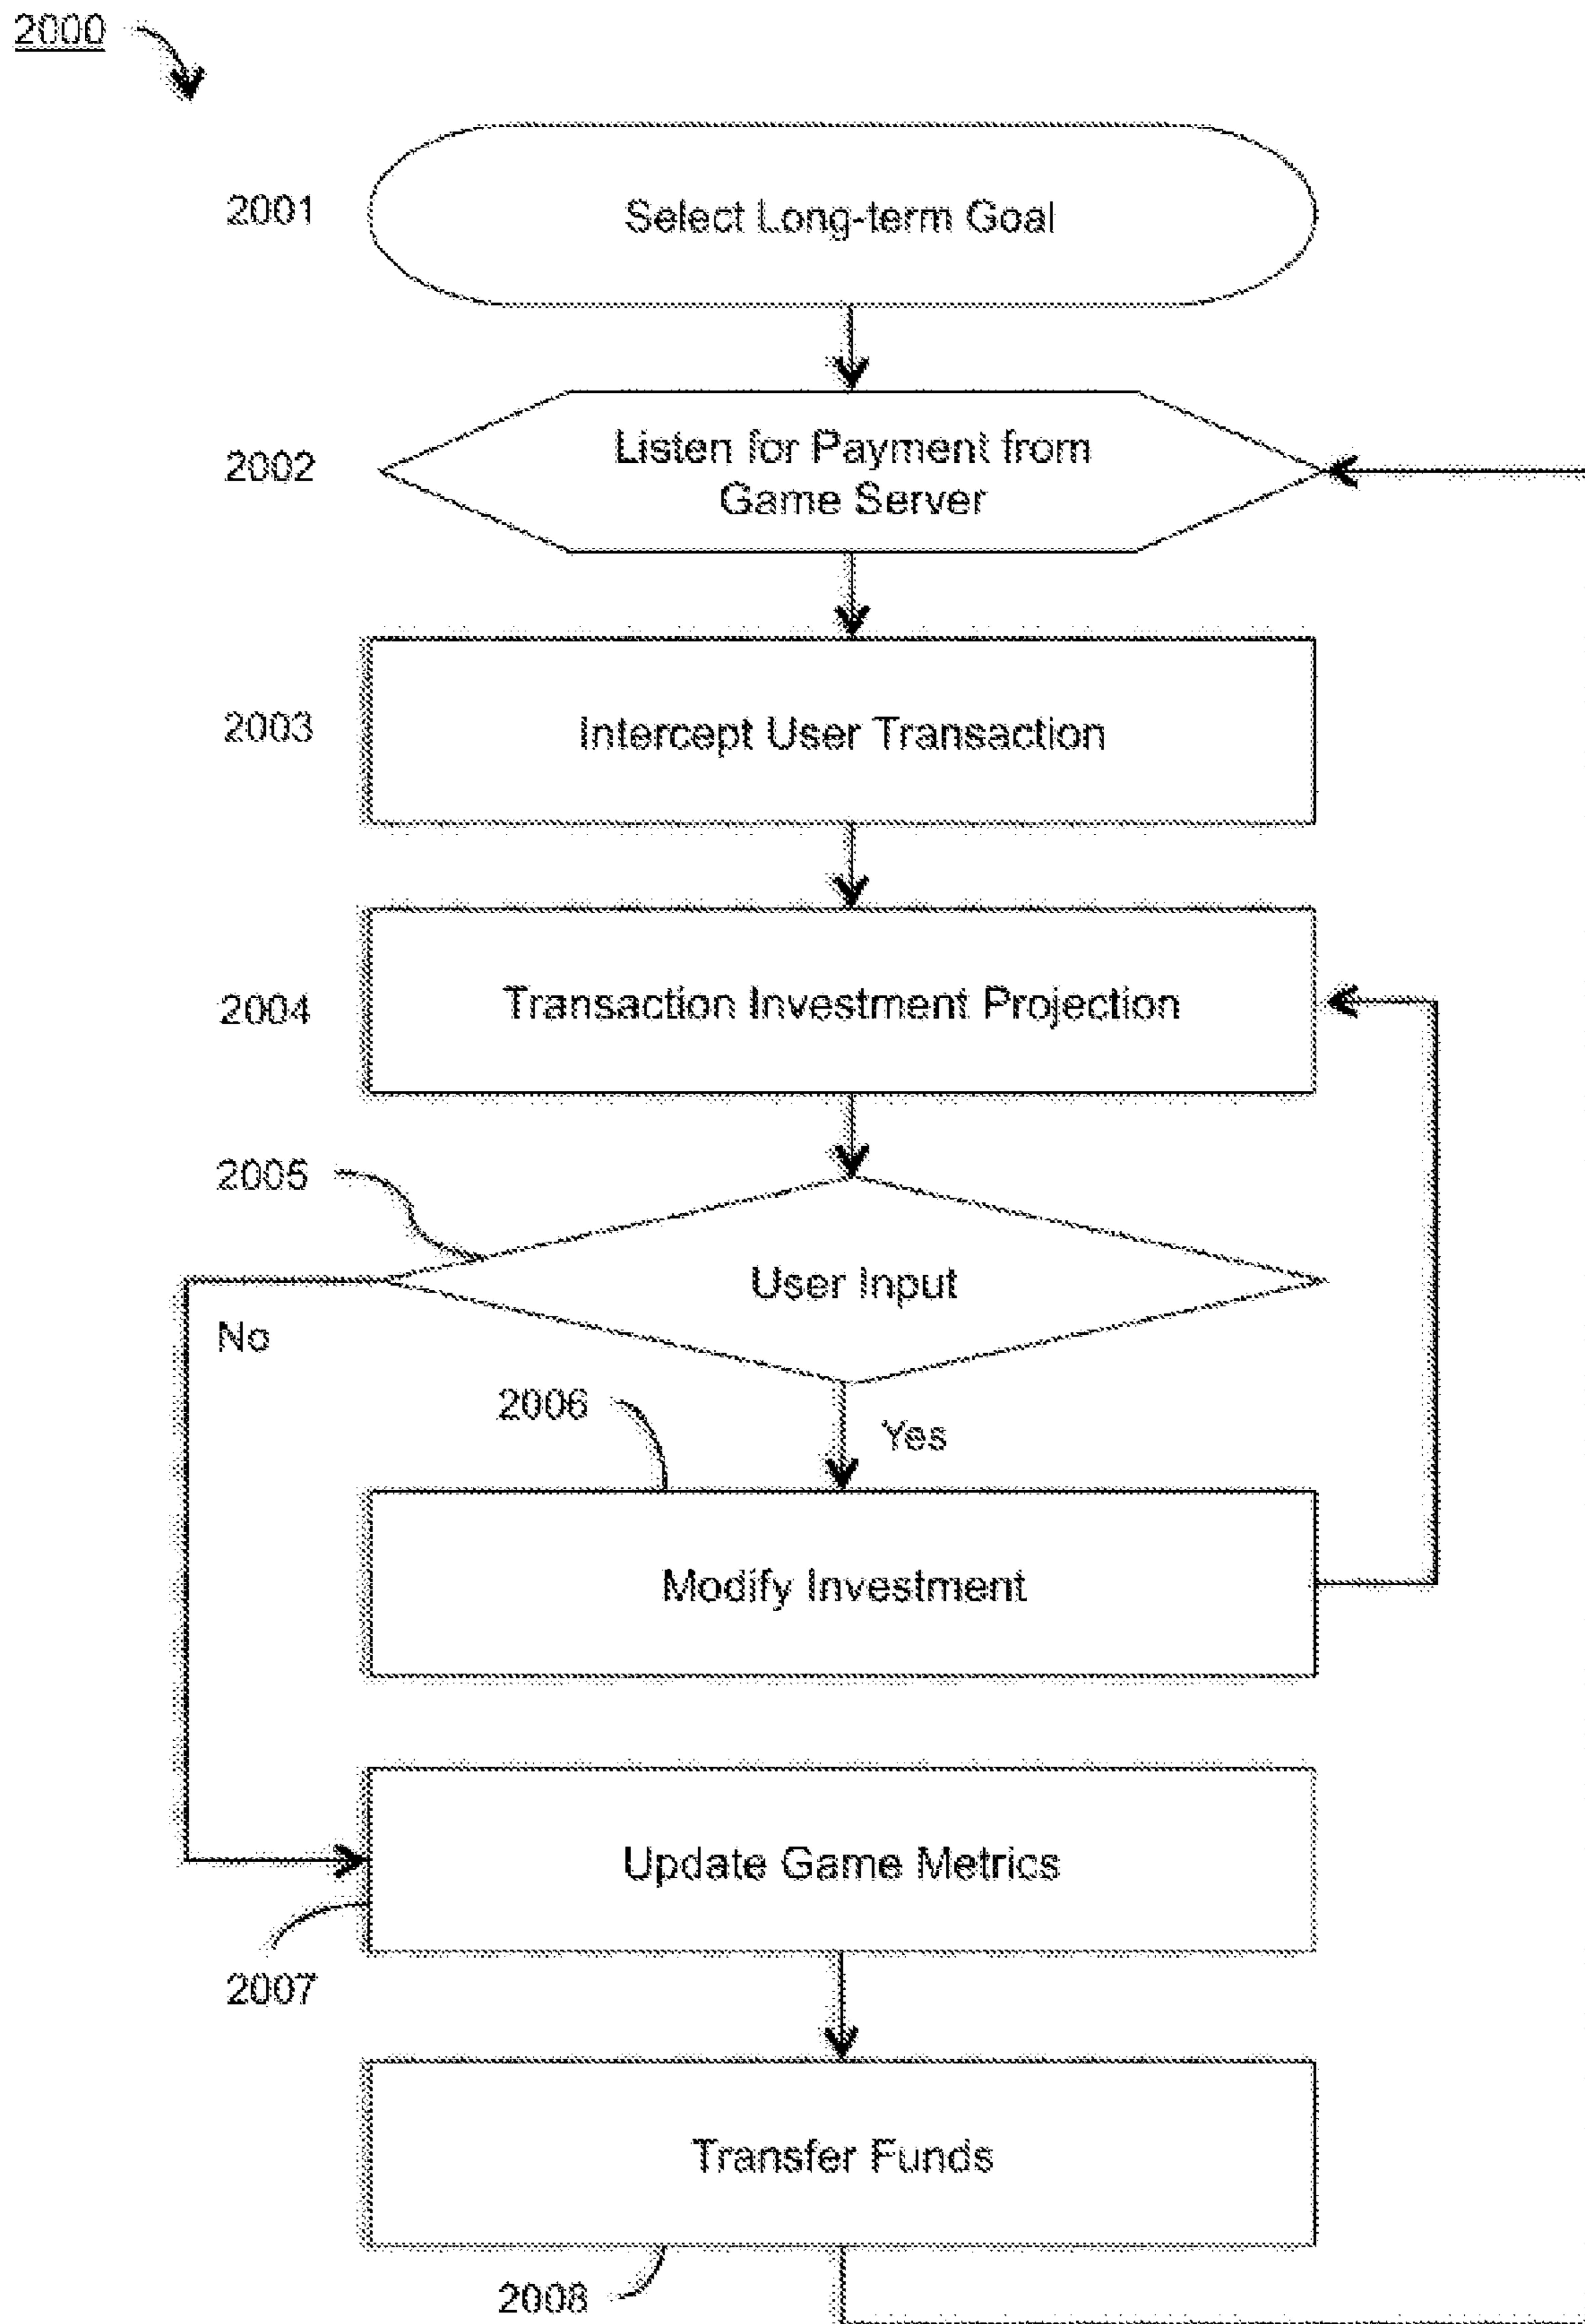 2000
2001
Select Long-term Goal
2002
Listen for Payment from
Game Server
2003
Intercept User Transaction
2004
Transaction Investment Projection
2005
User Input
No
2006
Yes
Modify Investment
Update Game Metrics
2007
Transfer Funds
2008